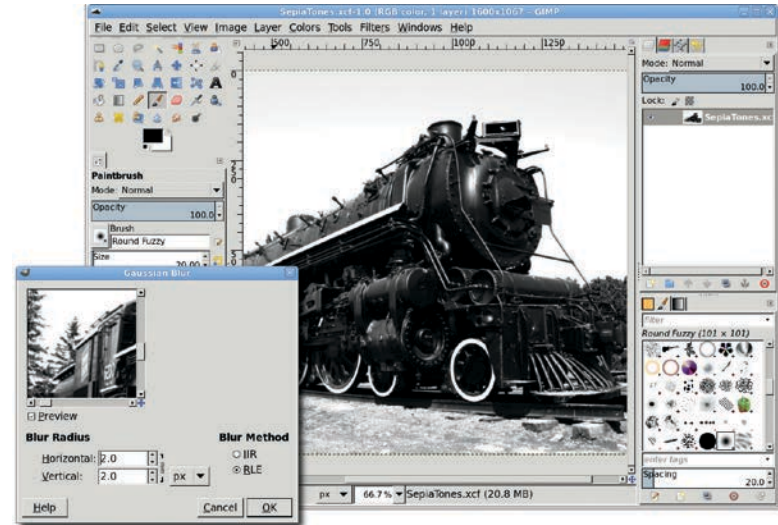 SepiaTones.xcf-1.0 (RGB color, 1 layer) 1600x1067 – GIMP
File Edit Select View Image Layer Colors Tools Filters Windows Help
500 750 1000 1250
0
Mode: Normal
Opacity
100.0
Lock:
SepiaTones.xc
Paintbrush
Mode: Normal
Opacity
100.0
Brush
Round Fuzzy
Size
20.00
Gaussian Blur
Preview
Blur Radius
Blur Method
Horizontal: 2.0
IIR
Vertical: 2.0
px
RLE
Help
Cancel
OK
px
66.7%
SepiaTones.xcf (20.8 MB)
filter
Round Fuzzy (101 × 101)
enter tags
Spacing
20.0